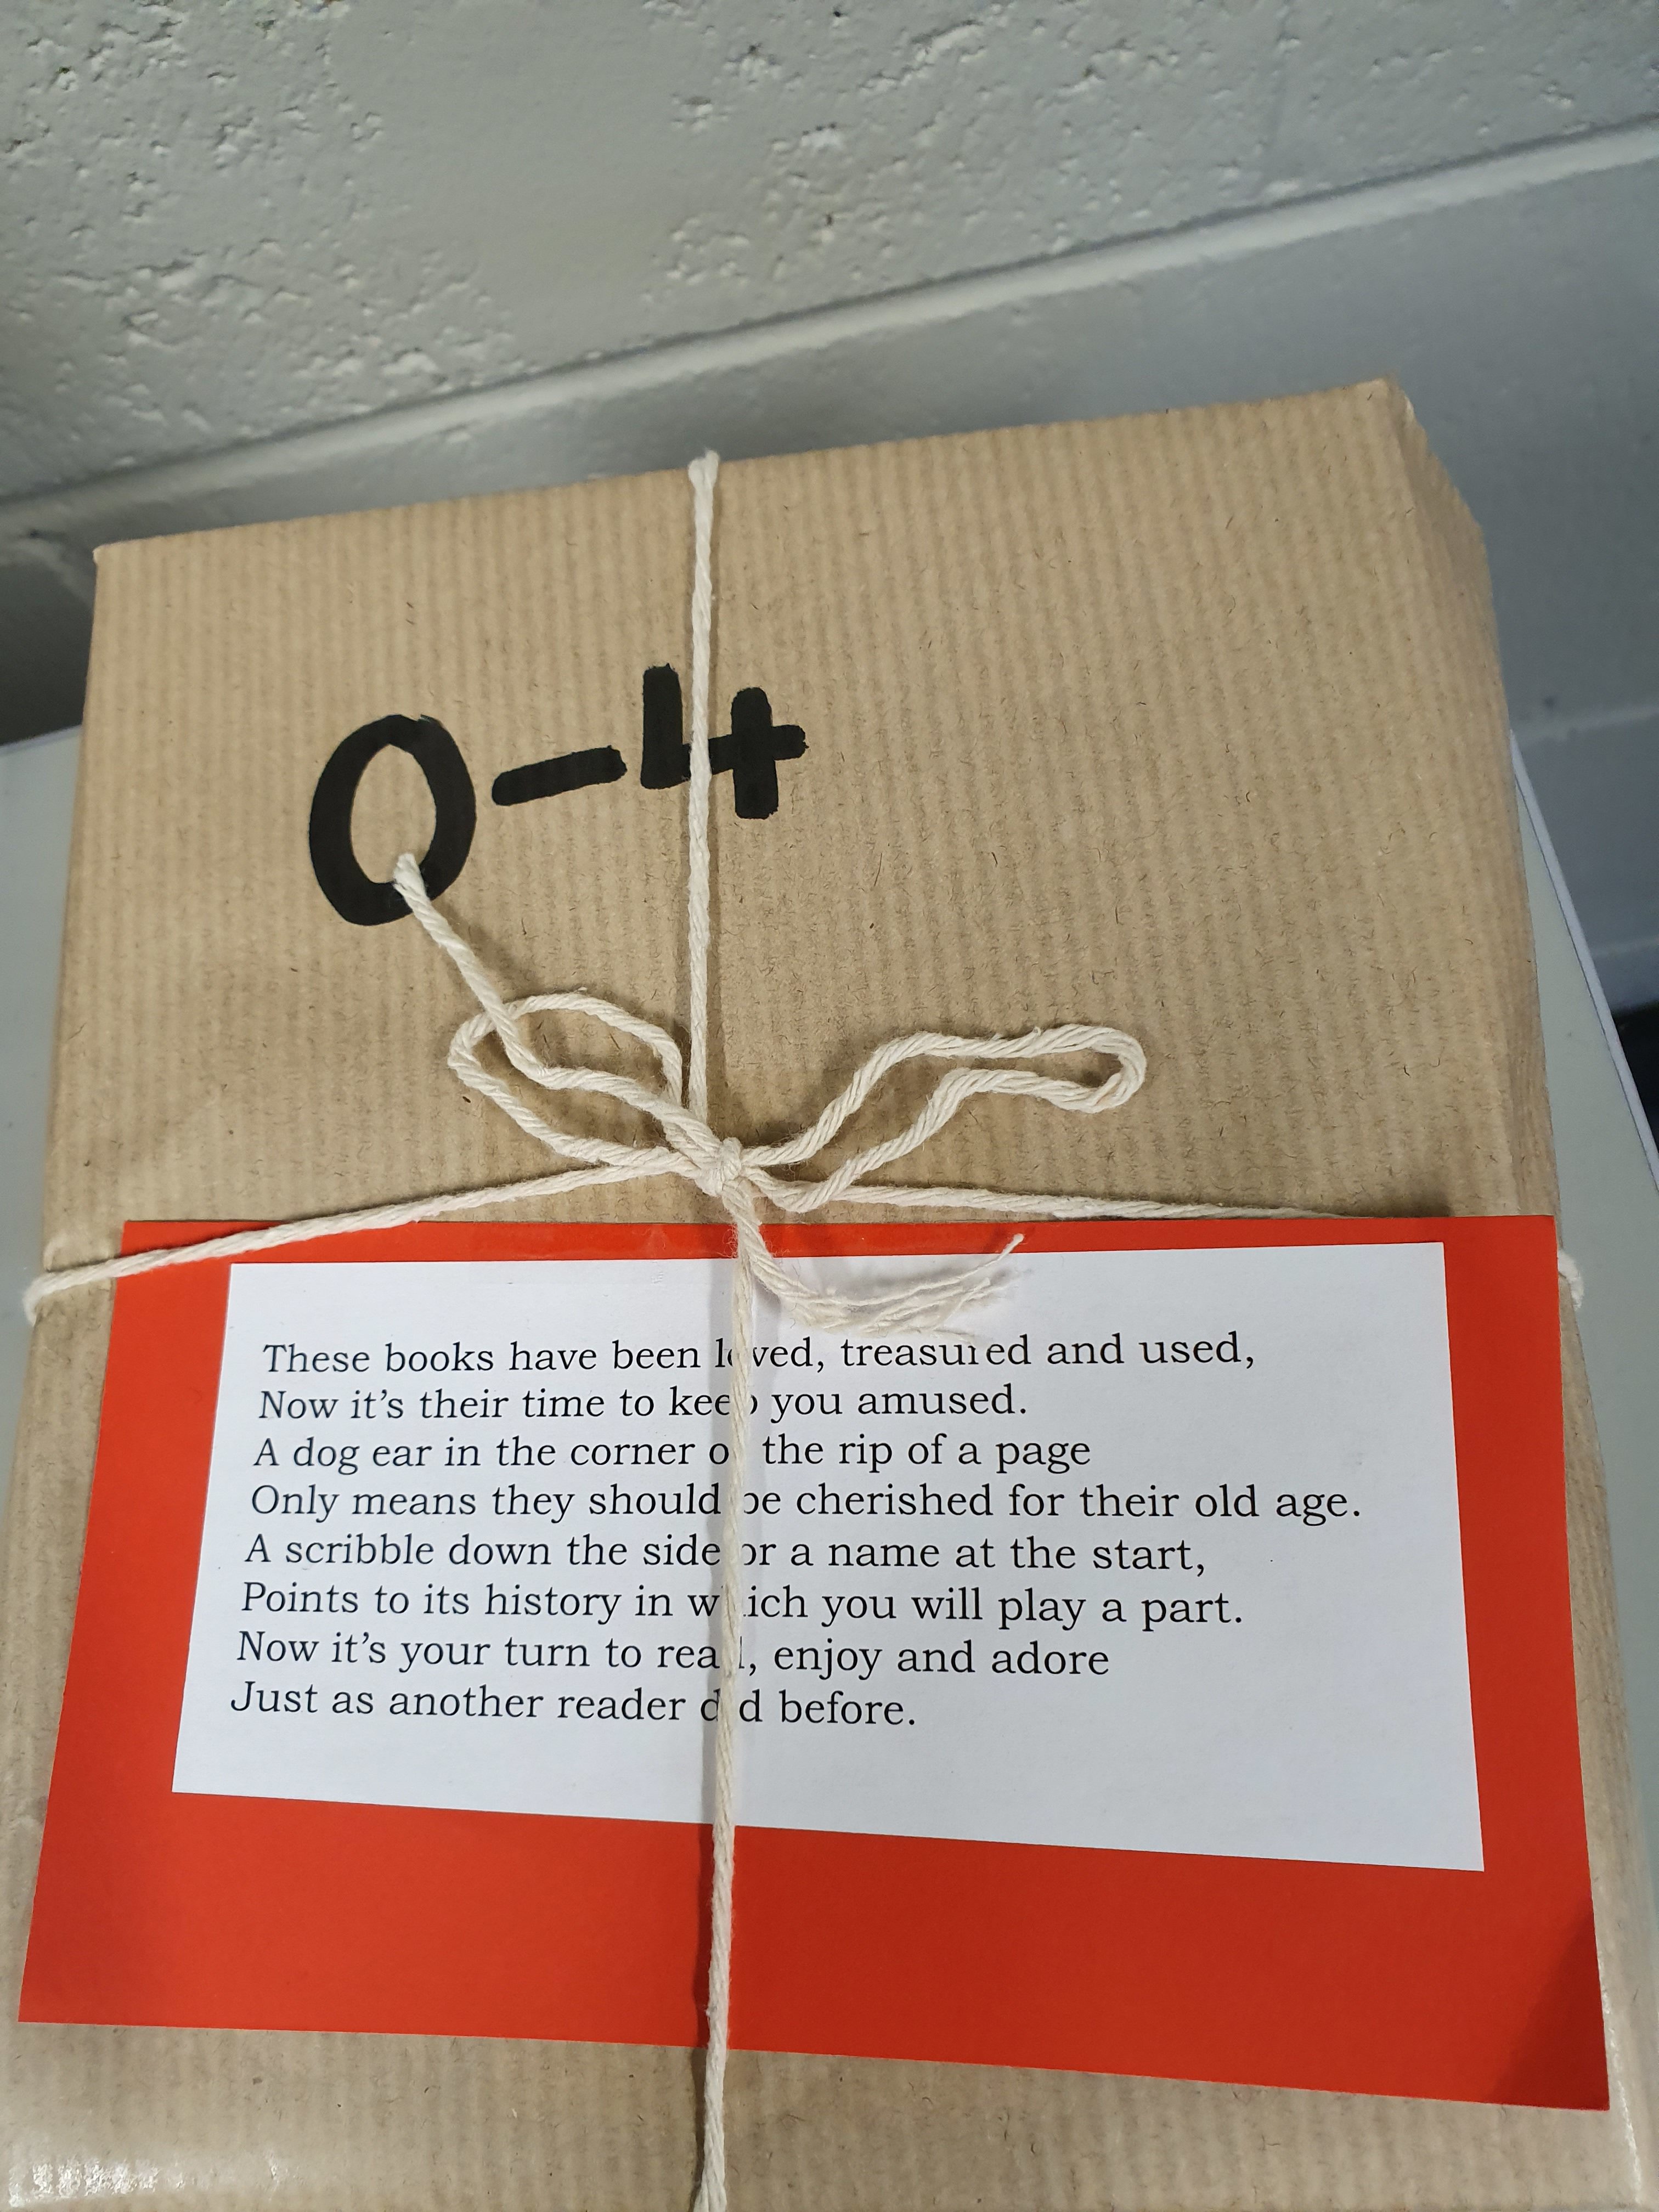 0-4
These books have been loved, treasured and used,
Now it's their time to keep you amused.
A dog ear in the corner or the rip of a page
Only means they should be cherished for their old age.
A scribble down the side or a name at the start,
Points to its history in which you will play a part.
Now it's your turn to read, enjoy and adore
Just as another reader did before.